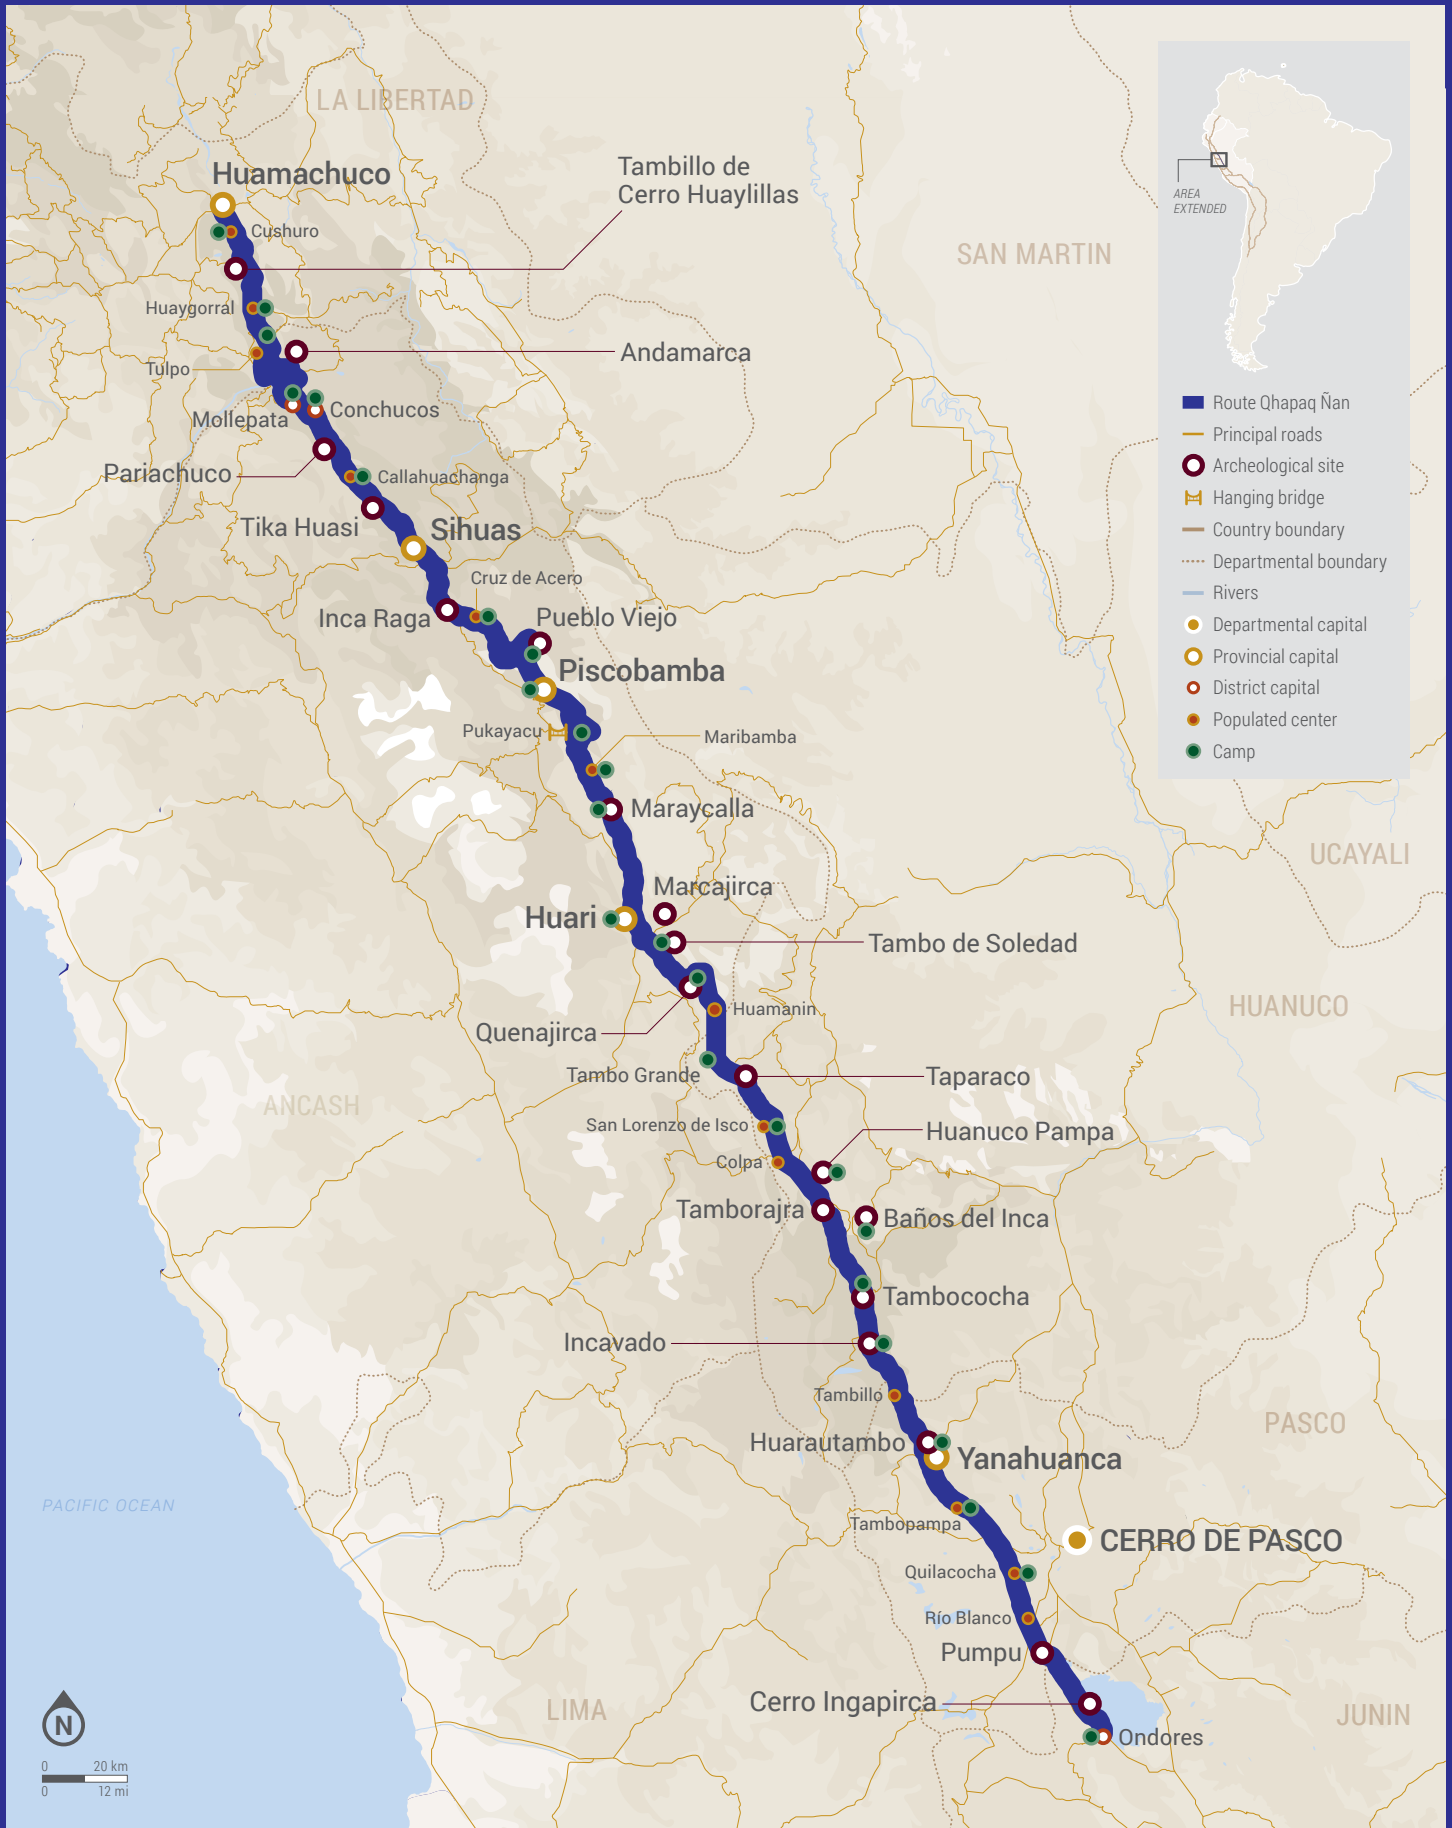 LA LIBERTAD
Huamachuco
Tambillo de
Cerro Huaylillas
Cushuro
SAN MARTIN
AREA
EXTENDED
Huaygorral
Andamarca
Tulpo
Mollepata
Conchucos
Pariachuco
Callahuachanga
Tika Huasi
Sihuas
Cruz de Acero
Inca Raga
Pueblo Viejo
Piscobamba
Pukayacu
Maribamba
Maraycalla
Route Qhapaq Ñan
Principal roads
Archeological site
Hanging bridge
Country boundary
Departmental boundary
Rivers
Departmental capital
Provincial capital
District capital
Populated center
Camp
UCAYALI
Marcajirca
Huari
Tambo de Soledad
HUANUCO
Huamanin
Quenajirca
Tambo Grande
Taparaco
ANCASH
San Lorenzo de Isco
Huanuco Pampa
Colpa
Tamborajra
Baños del Inca
Tambococha
Incavado
Tambillo
PASCO
Huarautambo
Yanahuanca
PACIFIC OCEAN
Tambopampa
CERRO DE PASCO
Quilacocha
Río Blanco
Pumpu
Cerro Ingapirca
LIMA
JUNIN
Ondores
N
0 20 km
0 12 mi